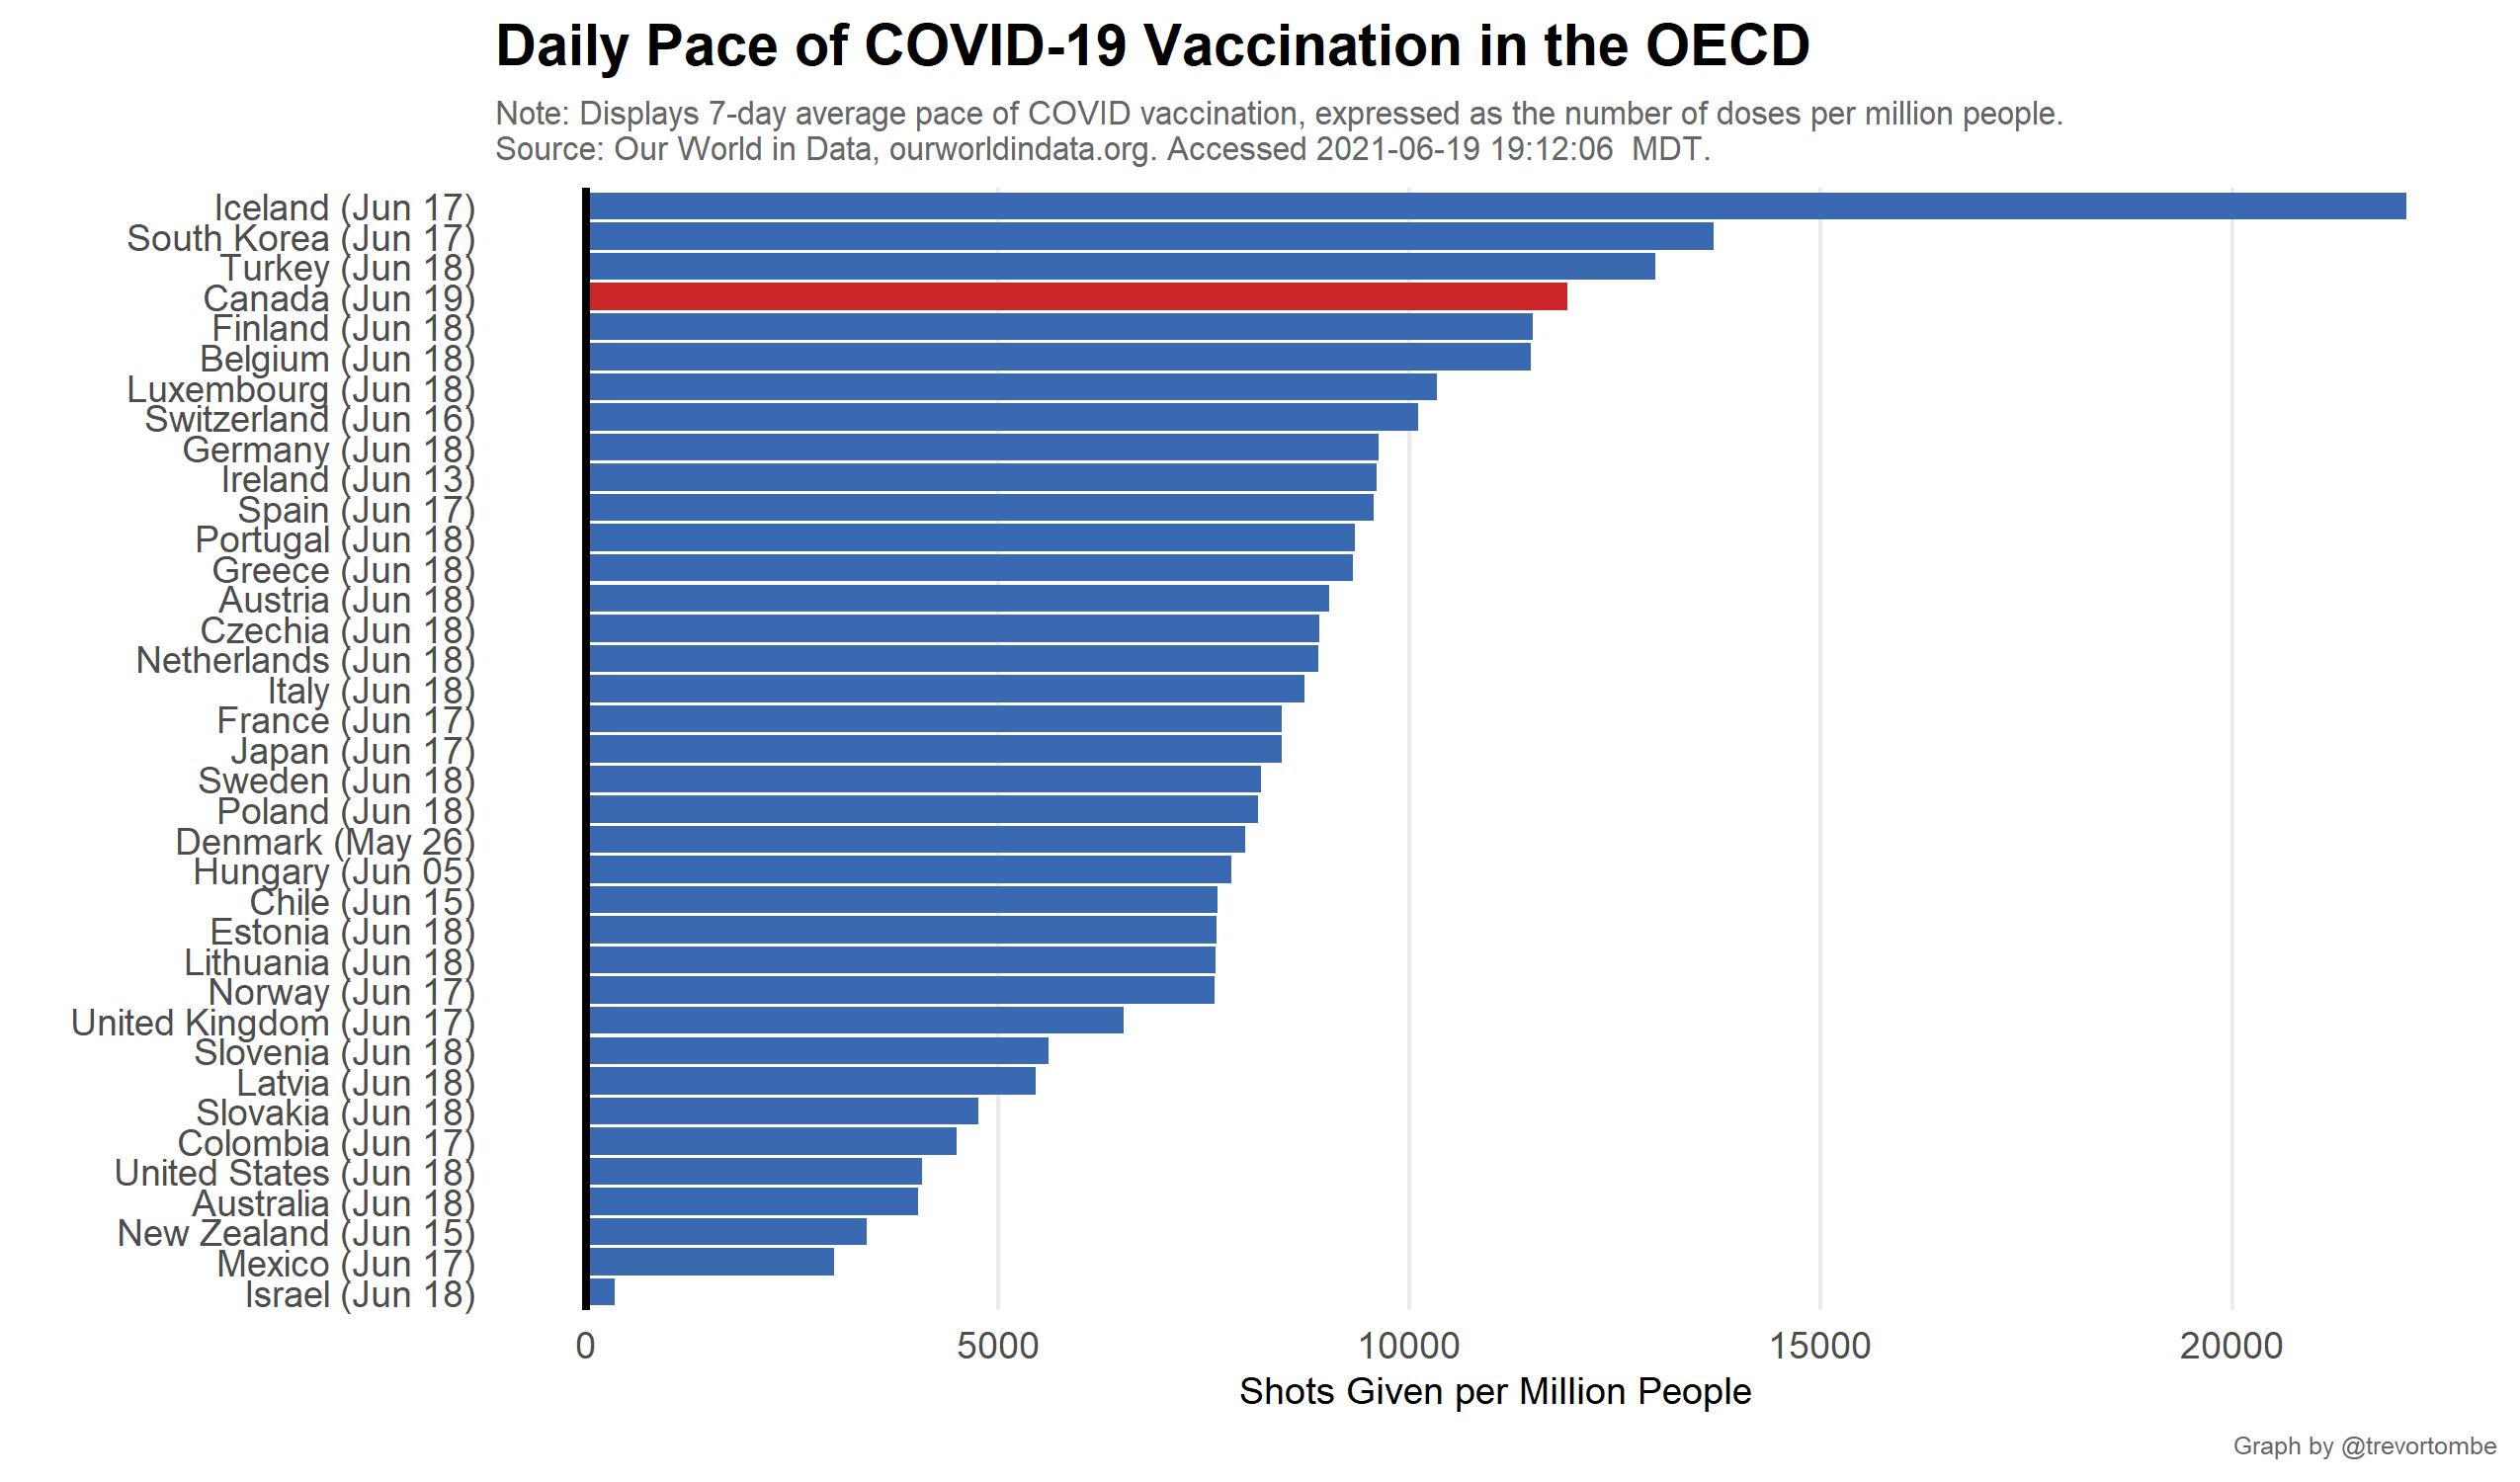 Daily Pace of COVID-19 Vaccination in the OECD
Note: Displays 7-day average pace of COVID vaccination, expressed as the number of doses per million people.
Source: Our World in Data, ourworldindata.org. Accessed 2021-06-19 19:12:06  MDT.
Iceland (Jun 17)
South Korea (Jun 17)
Turkey (Jun 18)
Canada (Jun 19)
Finland (Jun 18)
Belgium (Jun 18)
Luxembourg (Jun 18)
Switzerland (Jun 16)
Germany (Jun 18)
Ireland (Jun 13)
Spain (Jun 17)
Portugal (Jun 18)
Greece (Jun 18)
Austria (Jun 18)
Czechia (Jun 18)
Netherlands (Jun 18)
Italy (Jun 18)
France (Jun 17)
Japan (Jun 17)
Sweden (Jun 18)
Poland (Jun 18)
Denmark (May 26)
Hungary (Jun 05)
Chile (Jun 15)
Estonia (Jun 18)
Lithuania (Jun 18)
Norway (Jun 17)
United Kingdom (Jun 17)
Slovenia (Jun 18)
Latvia (Jun 18)
Slovakia (Jun 18)
Colombia (Jun 17)
United States (Jun 18)
Australia (Jun 18)
New Zealand (Jun 15)
Mexico (Jun 17)
Israel (Jun 18)
0 5000 10000 15000 20000
Shots Given per Million People
Graph by @trevortombe